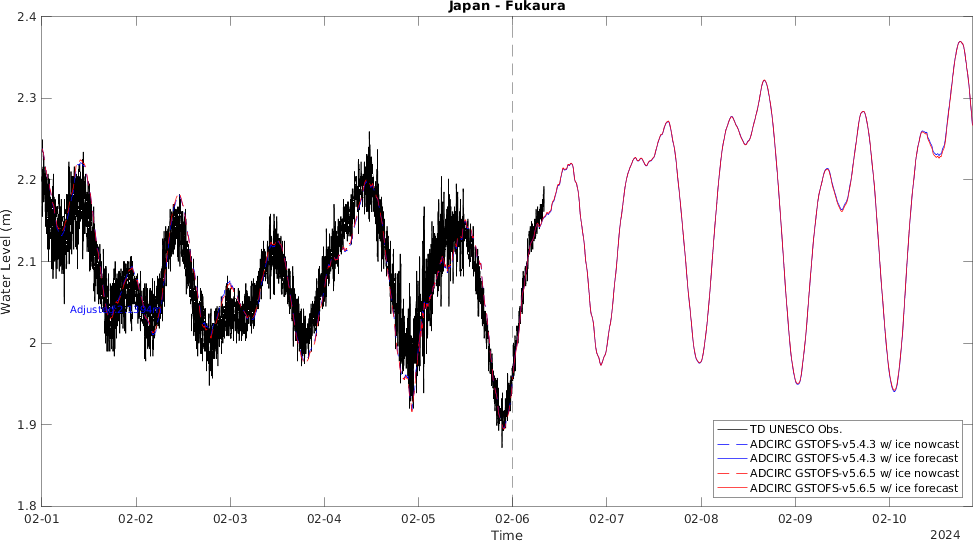 Japan - Fukaura
Water Level (m)
2.4
2.3
2.2
2.1
2
1.9
1.8
TD UNESCO Obs.
ADCIRC GSTOFS-v5.4.3 w/ ice nowcast
ADCIRC GSTOFS-v5.4.3 w/ ice forecast
ADCIRC GSTOFS-v5.6.5 w/ ice nowcast
ADCIRC GSTOFS-v5.6.5 w/ ice forecast
02-01 02-02 02-03 02-04 02-05 02-06 02-07 02-08 02-09 02-10
Time
2024